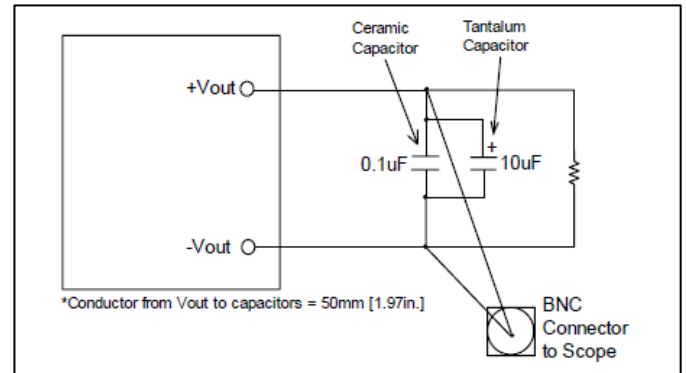 Ceramic
Capacitor
Tantalum
Capacitor
+Vout
+
0.1uF
10uF
-Vout
*Conductor from Vout to capacitors = 50mm [1.97in.]
BNC
Connector
to Scope